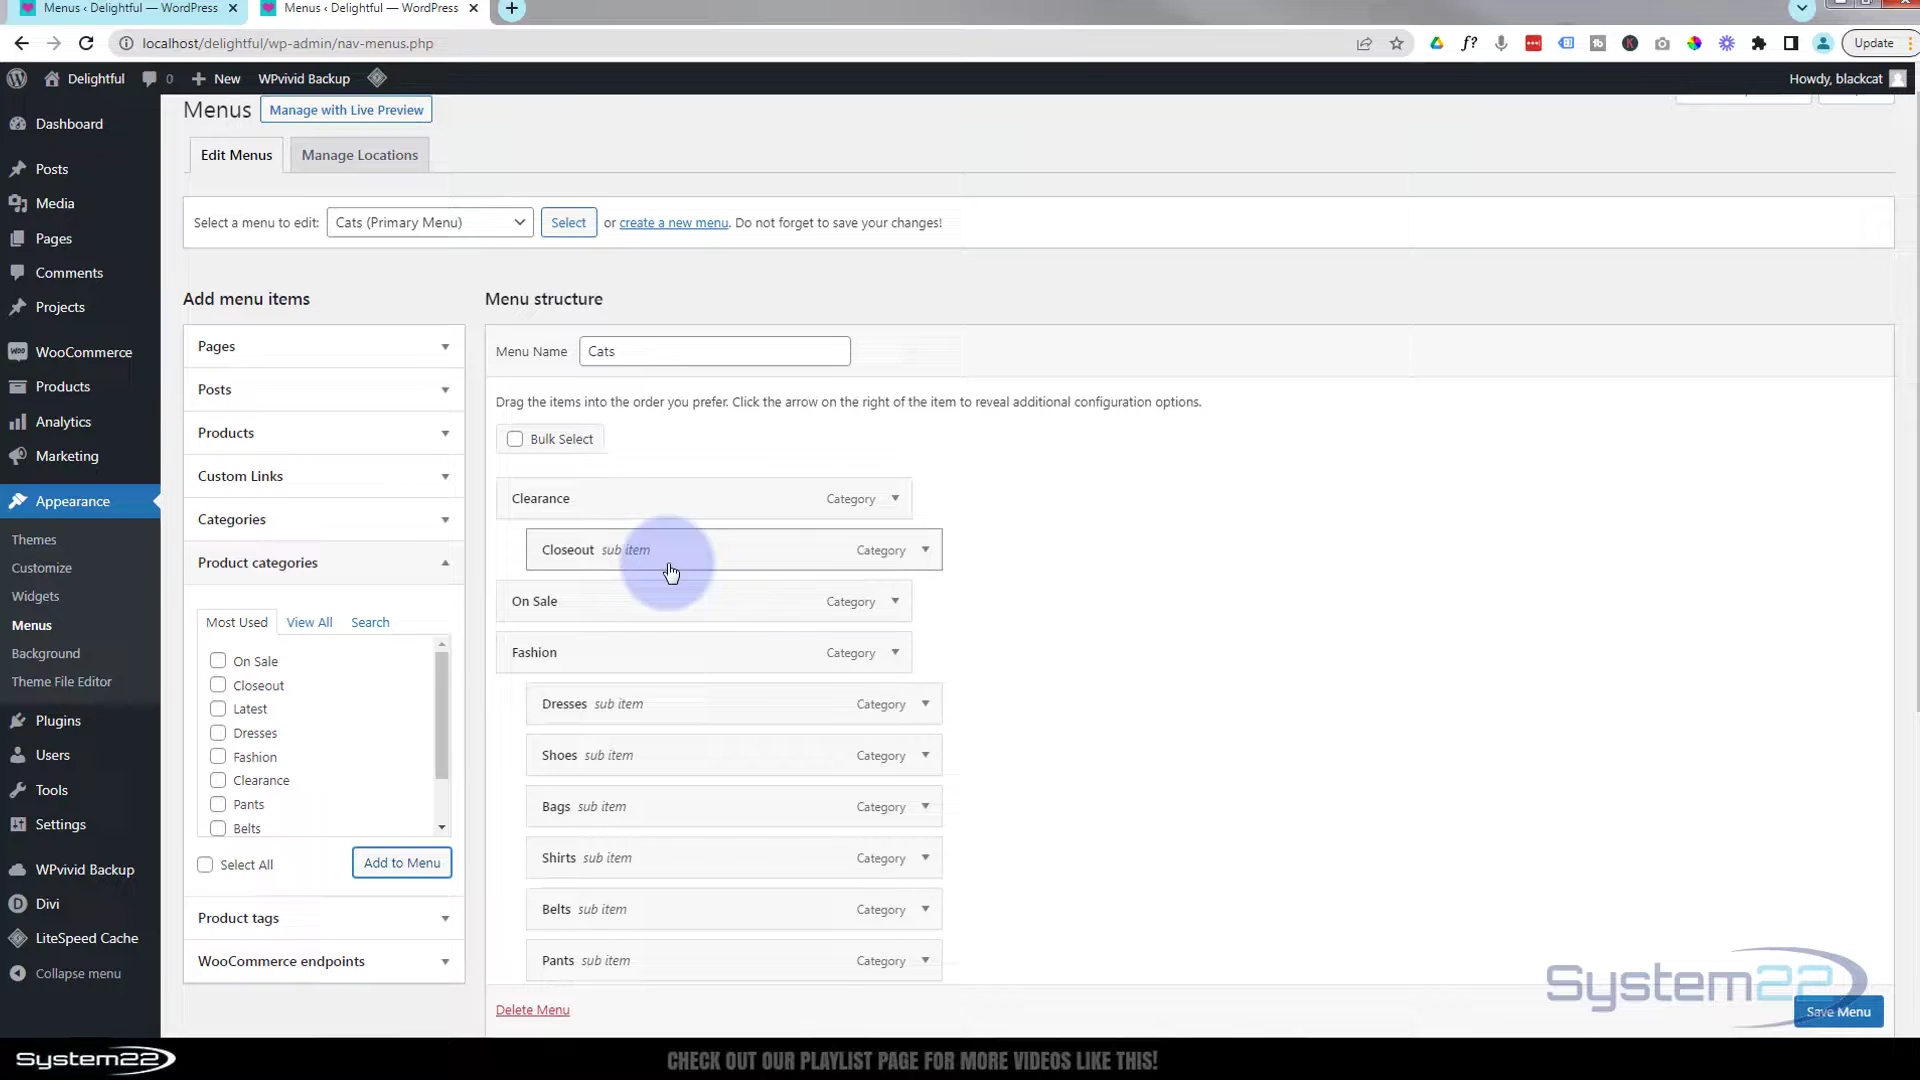 Menus ‹ Delightful — WordPress
Menus ‹ Delightful — WordPress
localhost/delightful/wp-admin/nav-menus.php
Update
Delightful
0
New
WPvivid Backup
Howdy, blackcat
Dashboard
Posts
Media
Pages
Comments
Projects
WooCommerce
Products
Analytics
Marketing
Appearance
Themes
Customize
Widgets
Menus
Background
Theme File Editor
Plugins
Users
Tools
Settings
WPvivid Backup
Divi
LiteSpeed Cache
Collapse menu
Menus
Manage with Live Preview
Edit Menus
Manage Locations
Select a menu to edit: Cats (Primary Menu) Select or create a new menu. Do not forget to save your changes!
Add menu items
Pages
Posts
Products
Custom Links
Categories
Product categories
Most Used
View All
Search
On Sale
Closeout
Latest
Dresses
Fashion
Clearance
Pants
Belts
Select All
Add to Menu
Product tags
WooCommerce endpoints
Menu structure
Menu Name Cats
Drag the items into the order you prefer. Click the arrow on the right of the item to reveal additional configuration options.
Bulk Select
Clearance Category
Closeout sub item Category
On Sale Category
Fashion Category
Dresses sub item Category
Shoes sub item Category
Bags sub item Category
Shirts sub item Category
Belts sub item Category
Pants sub item Category
Delete Menu
Save Menu
System22
System22
CHECK OUT OUR PLAYLIST PAGE FOR MORE VIDEOS LIKE THIS!